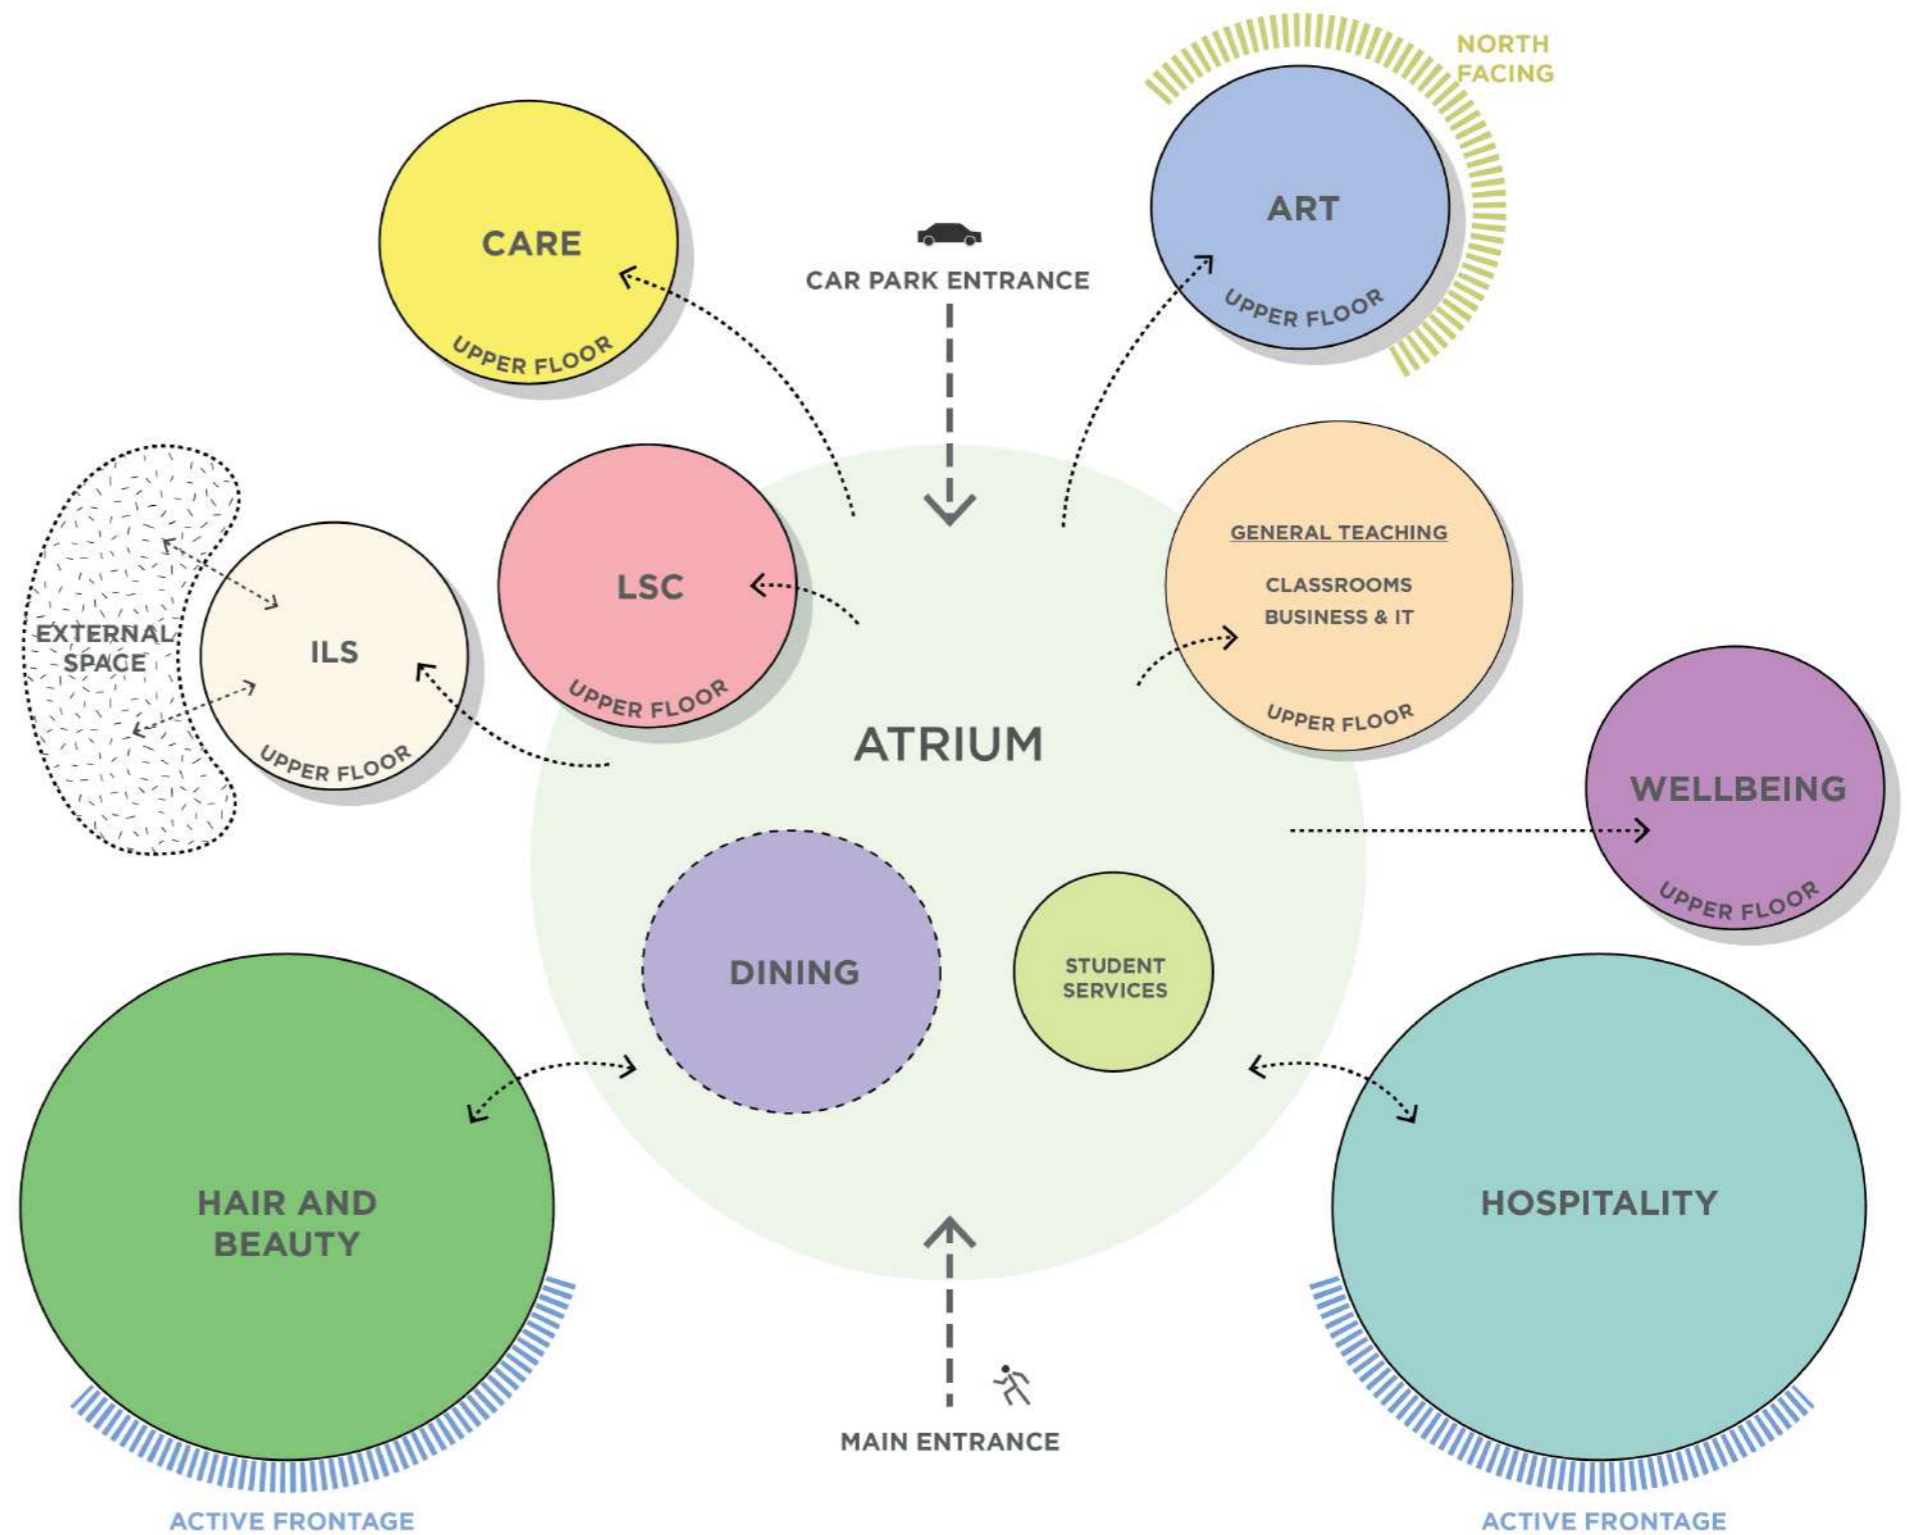 NORTH
FACING
CARE
UPPER FLOOR
ART
UPPER FLOOR
CAR PARK ENTRANCE
EXTERNAL
SPACE
ILS
UPPER FLOOR
LSC
UPPER FLOOR
GENERAL TEACHING
CLASSROOMS
BUSINESS & IT
UPPER FLOOR
ATRIUM
WELLBEING
UPPER FLOOR
DINING
STUDENT
SERVICES
HAIR AND
BEAUTY
HOSPITALITY
MAIN ENTRANCE
ACTIVE FRONTAGE
ACTIVE FRONTAGE